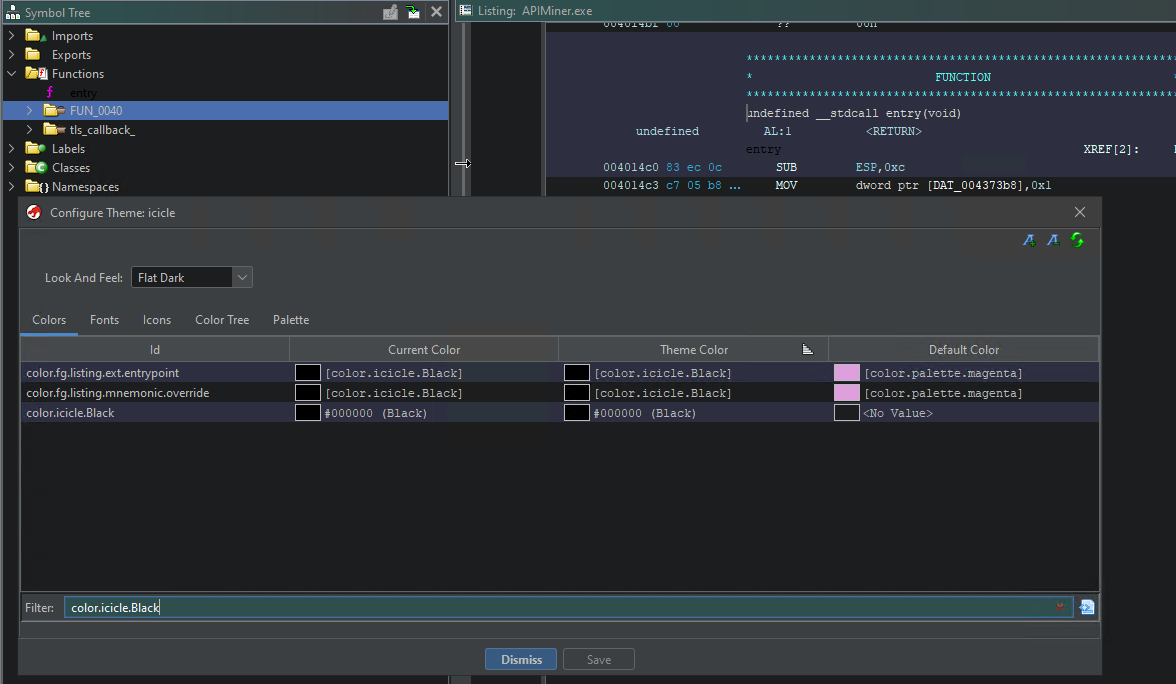 Symbol Tree
Listing: APIMiner.exe
Imports
Exports
Functions
entry
FUN_0040
tls_callback_
Labels
Classes
Namespaces
004014bf 00 ?? 00h
************************************************
* FUNCTION
************************************************
undefined __stdcall entry(void)
undefined AL:1 <RETURN>
entry XREF[2]:
004014c0 83 ec 0c SUB ESP,0xc
004014c3 c7 05 b8 ... MOV dword ptr [DAT_004373b8],0x1
Configure Theme: icicle
Look And Feel: Flat Dark
Colors Fonts Icons Color Tree Palette
Id Current Color Theme Color Default Color
color.fg.listing.ext.entrypoint [color.icicle.Black] [color.icicle.Black] [color.palette.magenta]
color.fg.listing.mnemonic.override [color.icicle.Black] [color.icicle.Black] [color.palette.magenta]
color.icicle.Black #000000 (Black) #000000 (Black) <No Value>
Filter: color.icicle.Black
Dismiss Save